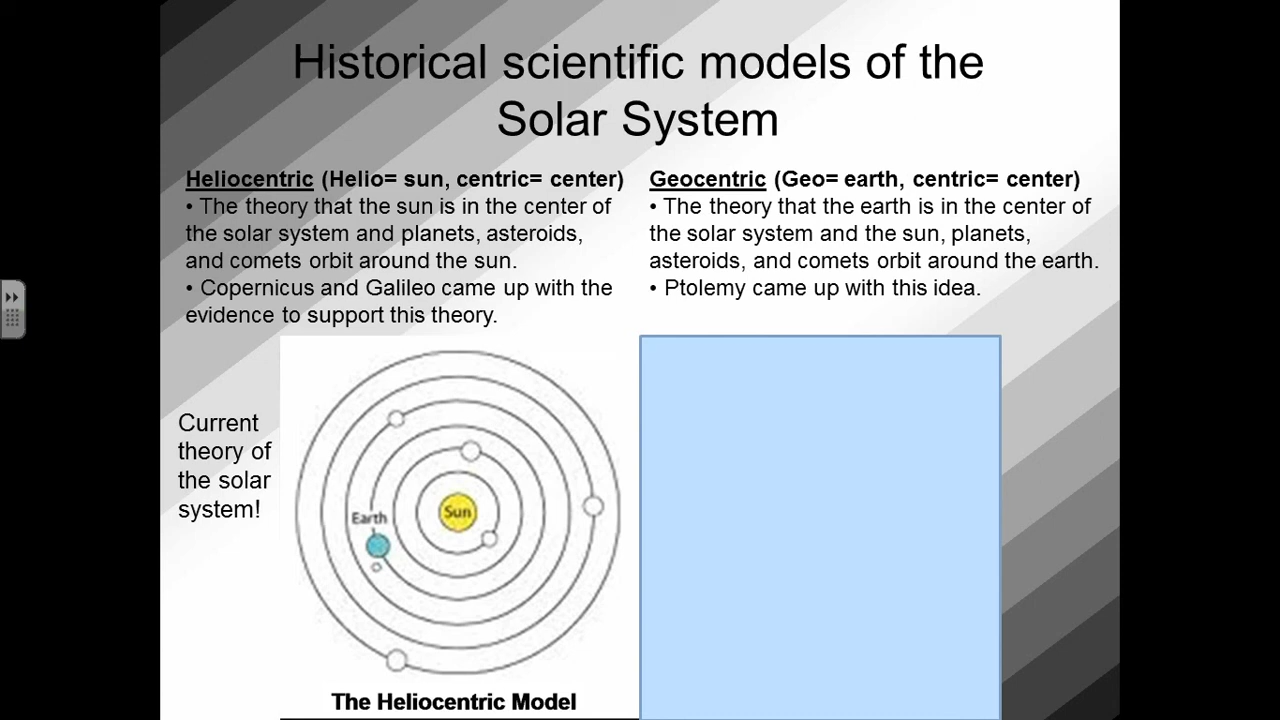 Historical scientific models of the
Solar System
Heliocentric (Helio= sun, centric= center)
• The theory that the sun is in the center of
the solar system and planets, asteroids,
and comets orbit around the sun.
• Copernicus and Galileo came up with the
evidence to support this theory.
Geocentric (Geo= earth, centric= center)
• The theory that the earth is in the center of
the solar system and the sun, planets,
asteroids, and comets orbit around the earth.
• Ptolemy came up with this idea.
Current
theory of
the solar
system!
Sun
Earth
The Heliocentric Model